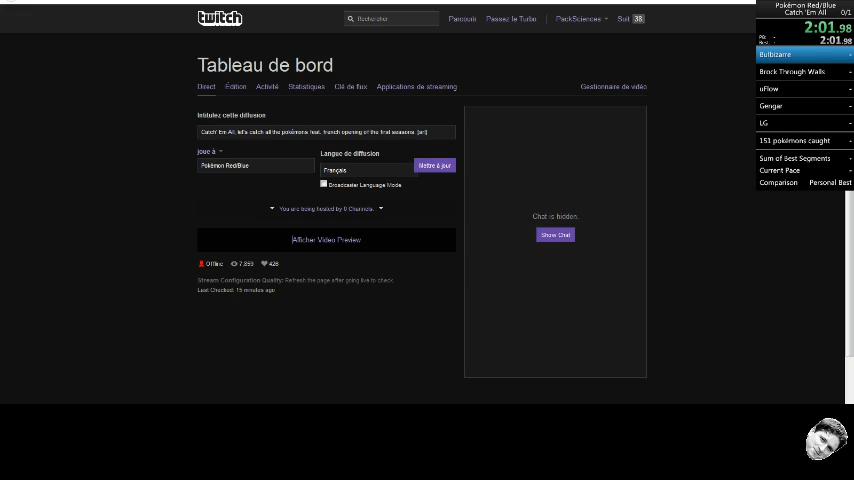 twitch
Rechercher
Parcourir
Passez le Turbo
PackSciences
Suit 38
Tableau de bord
Direct
Édition
Activité
Statistiques
Clé de flux
Applications de streaming
Gestionnaire de vidéo
Intitulez cette diffusion
Catch' Em All, let's catch all the pokémons feat. french opening of the first seasons. [art]
joue à
Pokémon Red/Blue
Langue de diffusion
Français
Mettre à jour
Broadcaster Language Mode
You are being hosted by 0 Channels.
Afficher Video Preview
Offline 7,859 426
Stream Configuration Quality: Refresh the page after going live to check.
Last Checked: 15 minutes ago
Chat is hidden.
Show Chat
Pokémon Red/Blue
Catch 'Em All 0/1
2:01.98
PB: -
Best: -
2:01.98
Bulbizarre -
Brock Through Walls -
uFlow -
Gengar -
LG -
151 pokémons caught -
Sum of Best Segments -
Current Pace -
Comparison Personal Best